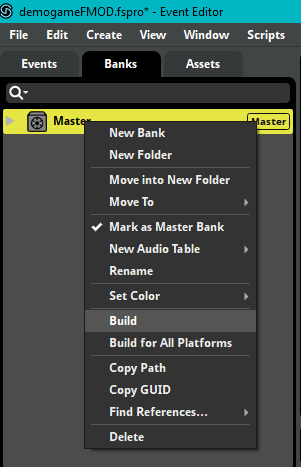 demogameFMOD.fspro* - Event Editor
File Edit Create View Window Scripts
Events Banks Assets
Master Master
New Bank
New Folder
Move into New Folder
Move To
Mark as Master Bank
New Audio Table
Rename
Set Color
Build
Build for All Platforms
Copy Path
Copy GUID
Find References...
Delete